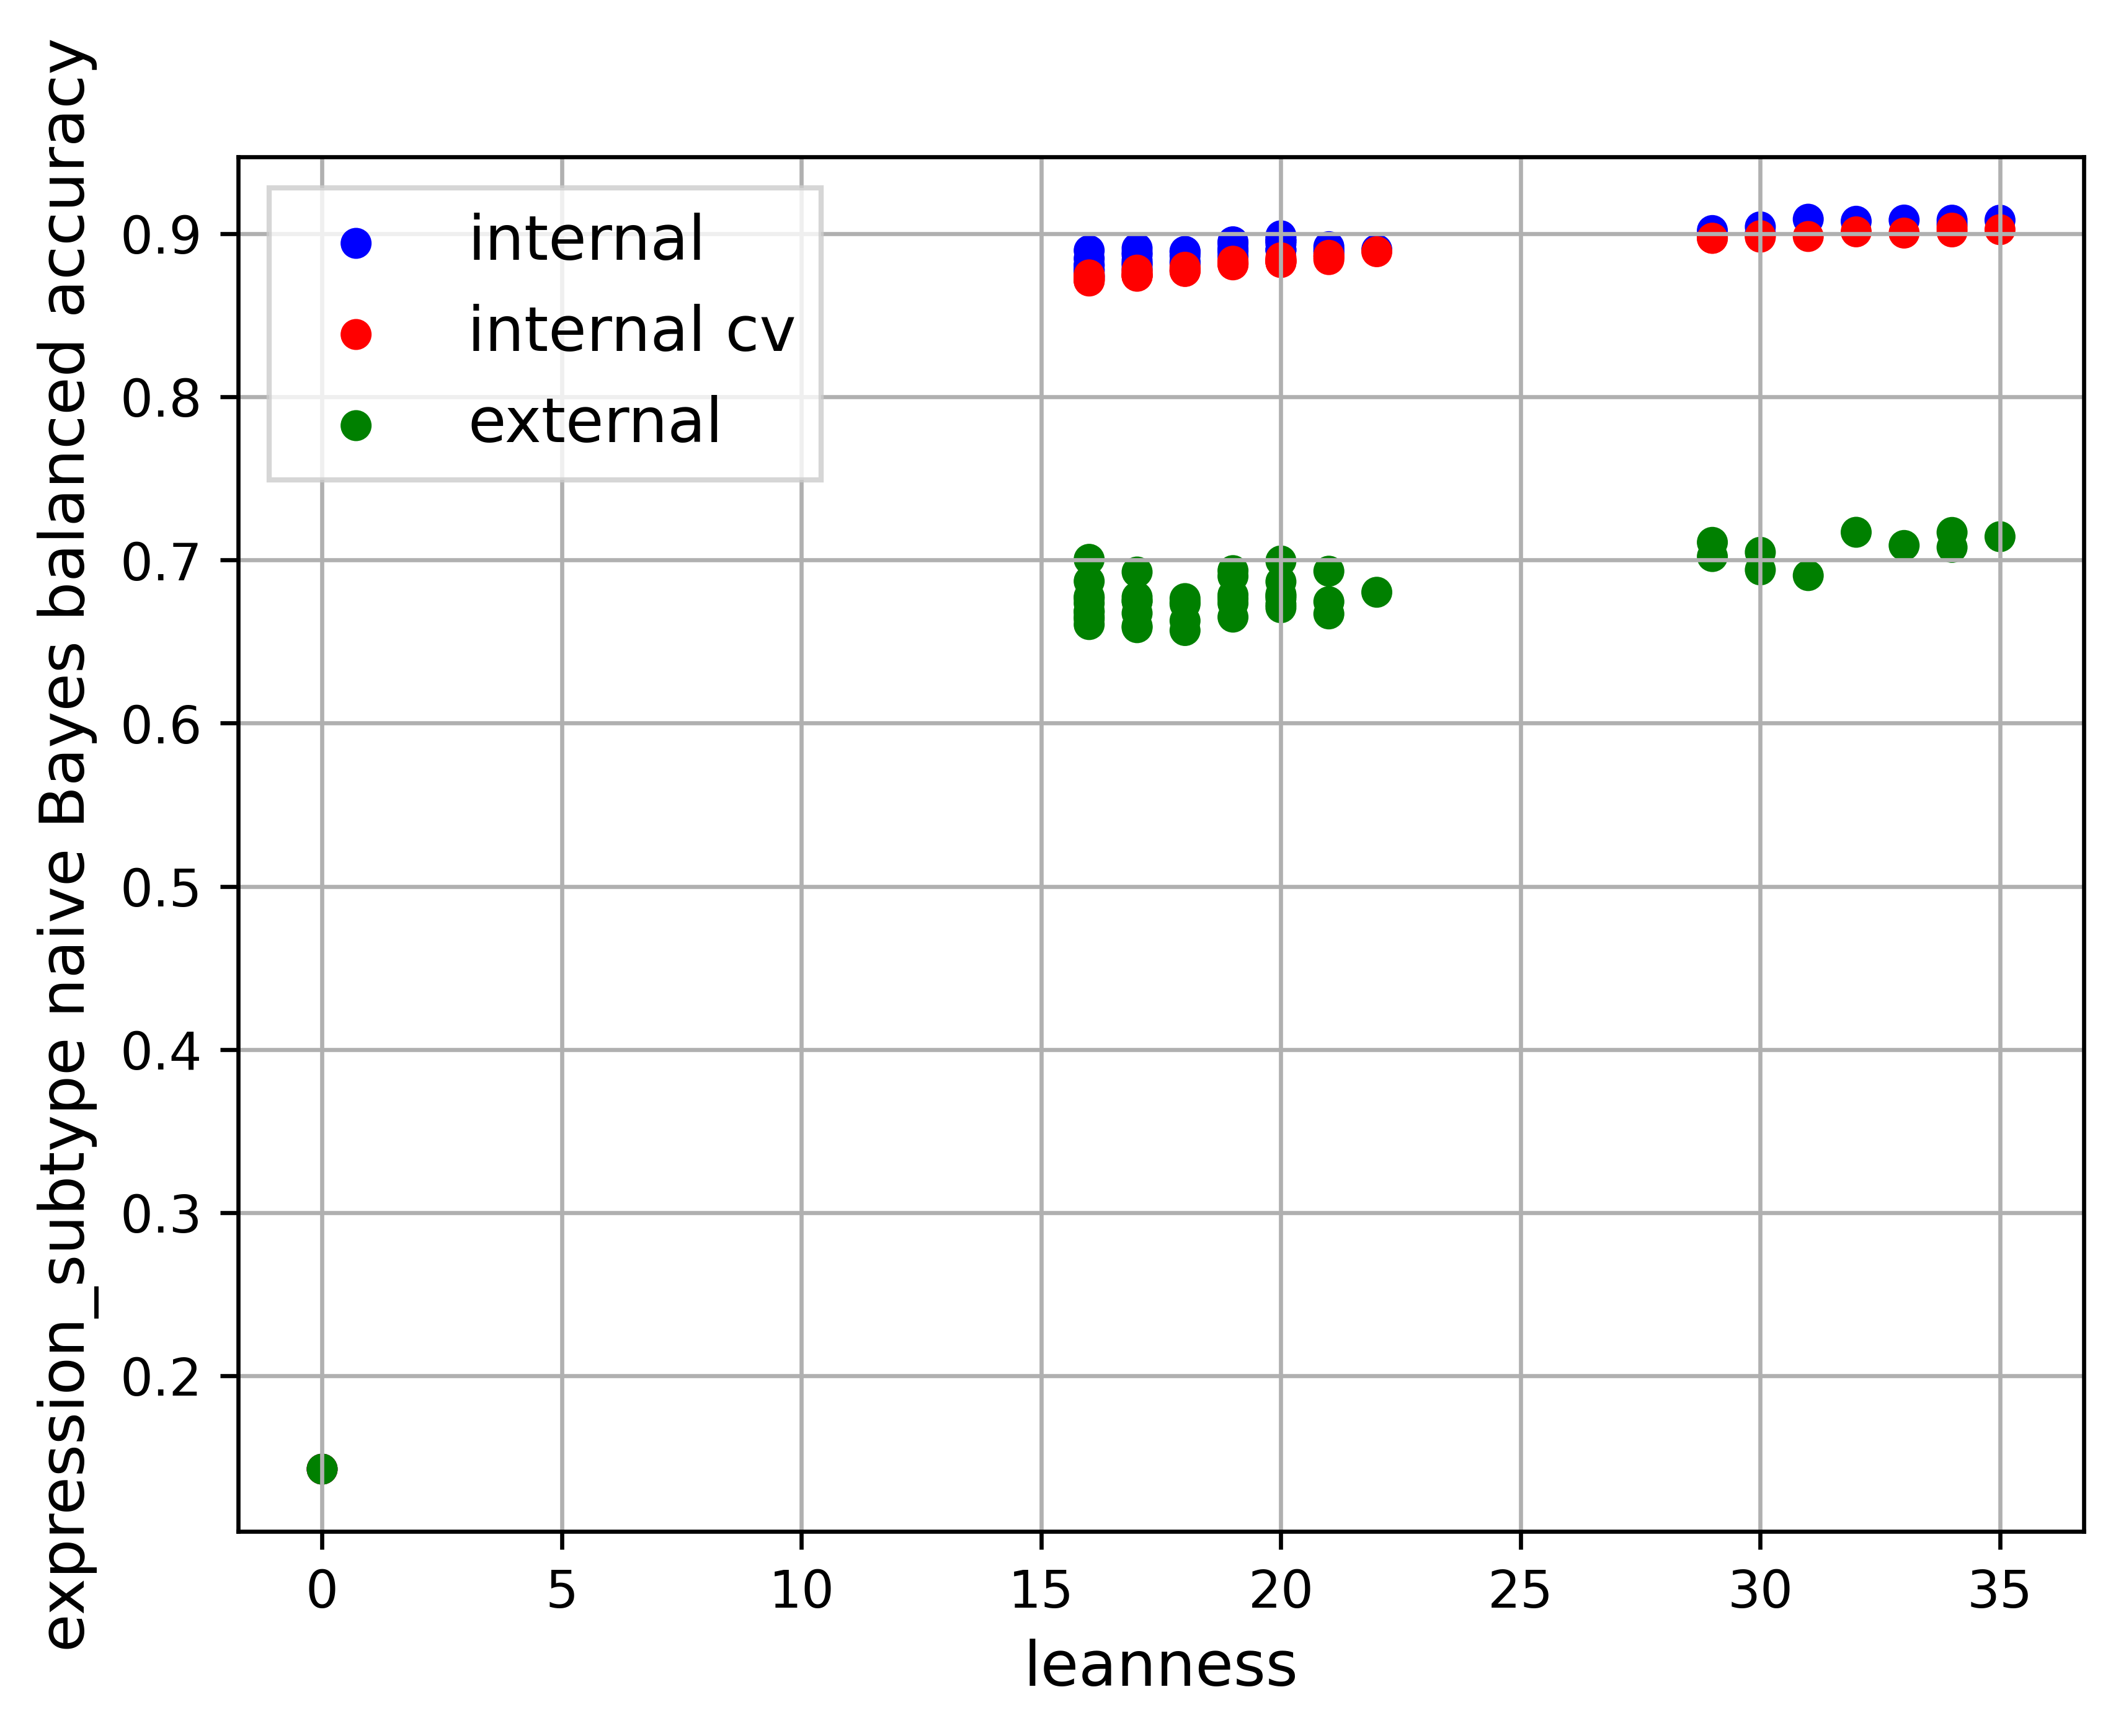 expression_subtype naive Bayes balanced accuracy
0.9
0.8
0.7
0.6
0.5
0.4
0.3
0.2
internal
internal cv
external
0 5 10 15 20 25 30 35
leanness